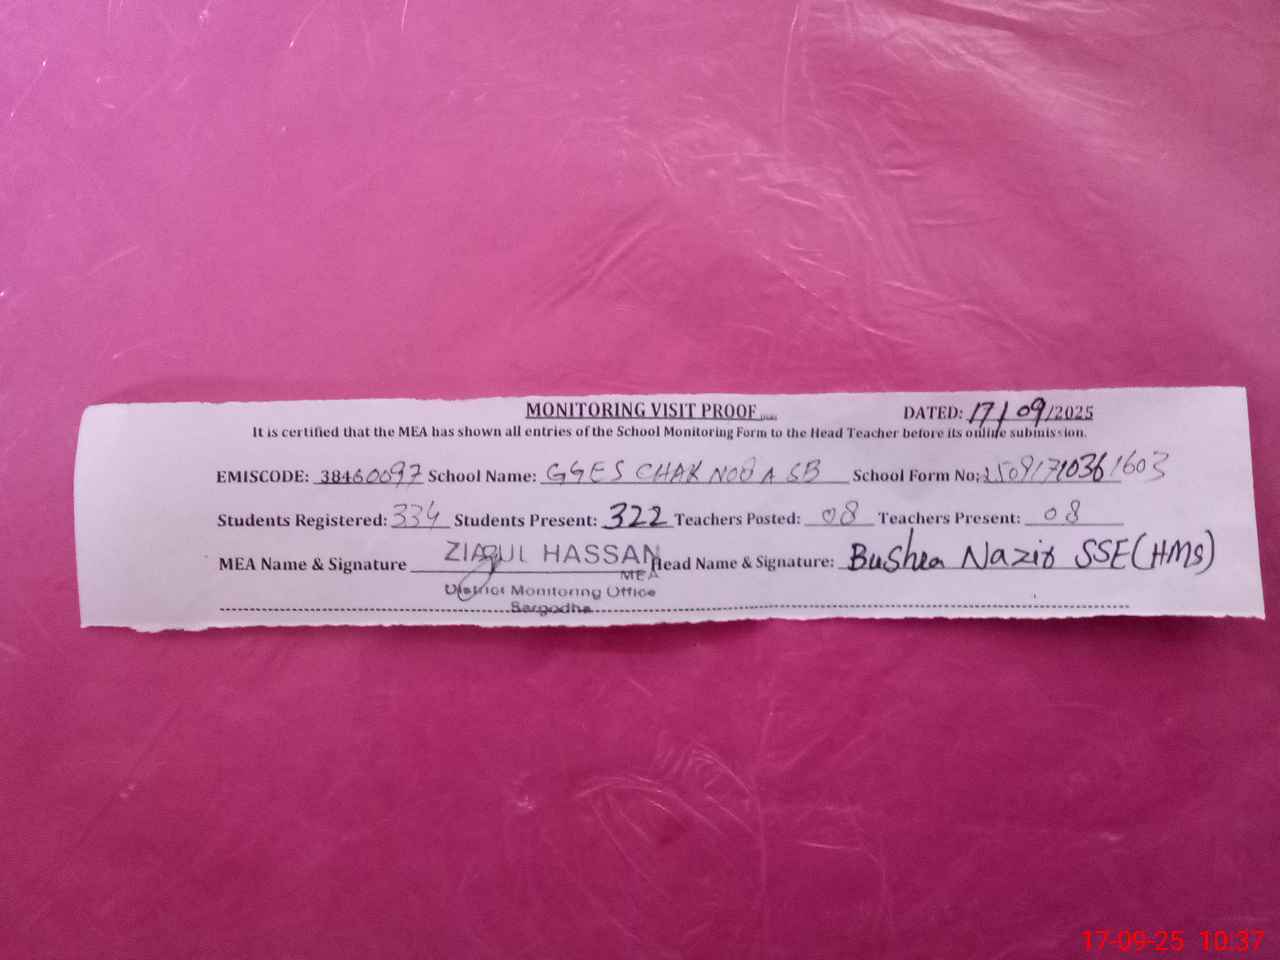 MONITORING VISIT PROOF DATED: 17/09/2025
It is certified that the MEA has shown all entries of the School Monitoring Form to the Head Teacher before its online submission.
EMISCODE: 38460097 School Name: GGES CHAK NO 8 A SB School Form No: 25091710361603
Students Registered: 334 Students Present: 322 Teachers Posted: 08 Teachers Present: 08
MEA Name & Signature ZIAGUL HASSAN Head Name & Signature: Bushra Nazir SSE(HMs)
MEA
District Monitoring Office
Sargodha
17-09-25 10:37